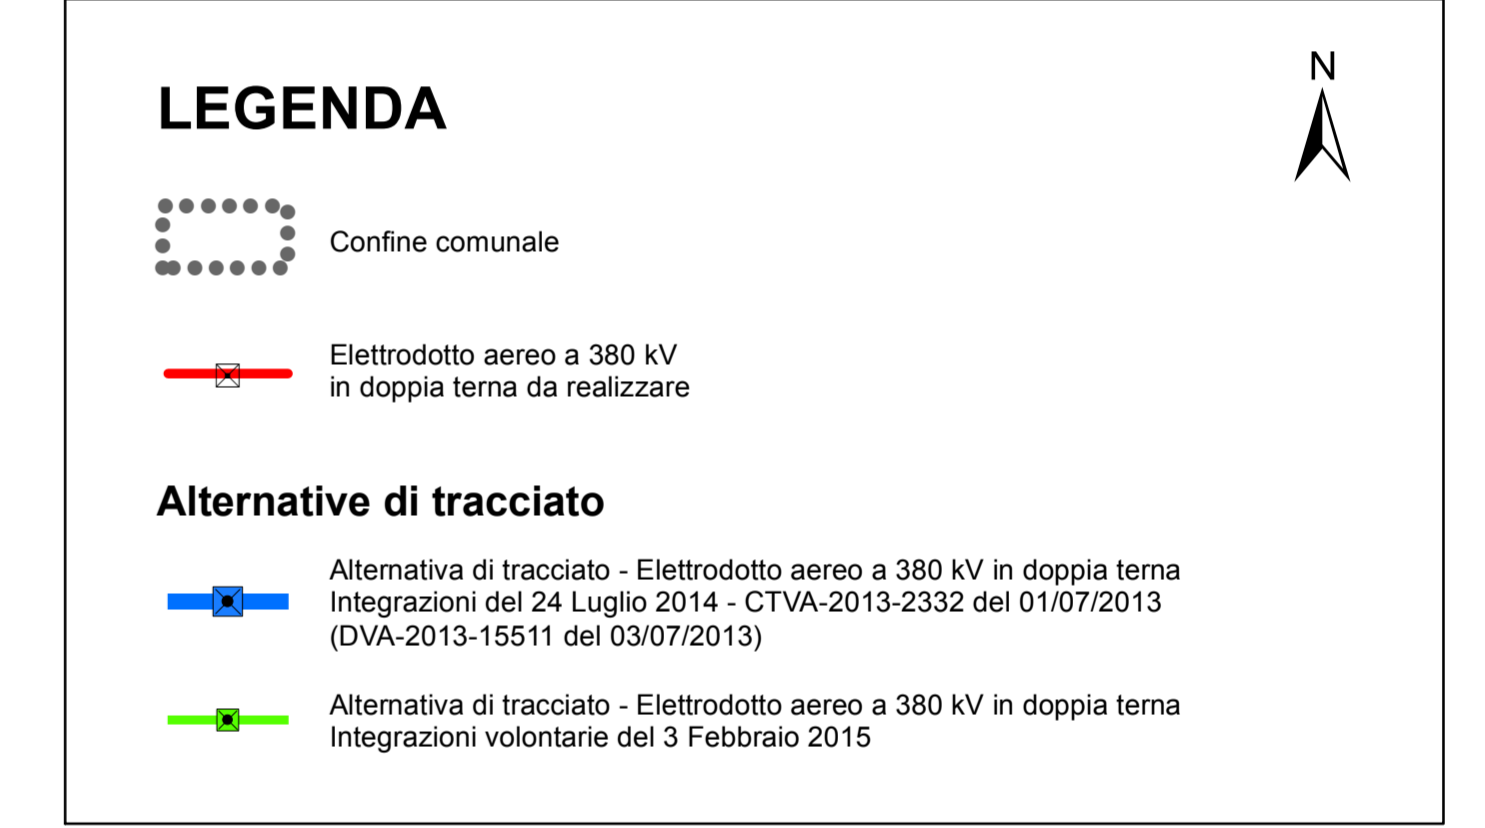 LEGENDA
N
Confine comunale
Elettrodotto aereo a 380 kV
in doppia terna da realizzare
Alternative di tracciato
Alternativa di tracciato - Elettrodotto aereo a 380 kV in doppia terna
Integrazioni del 24 Luglio 2014 - CTVA-2013-2332 del 01/07/2013
(DVA-2013-15511 del 03/07/2013)
Alternativa di tracciato - Elettrodotto aereo a 380 kV in doppia terna
Integrazioni volontarie del 3 Febbraio 2015